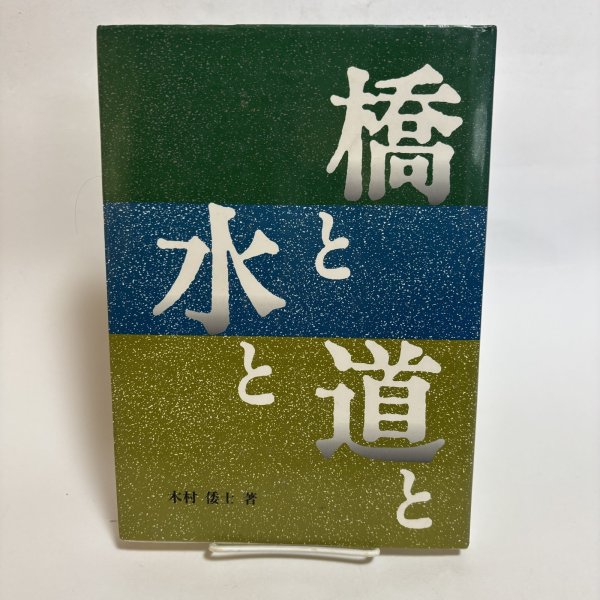 橋と道と
水と
木村 倭士 著